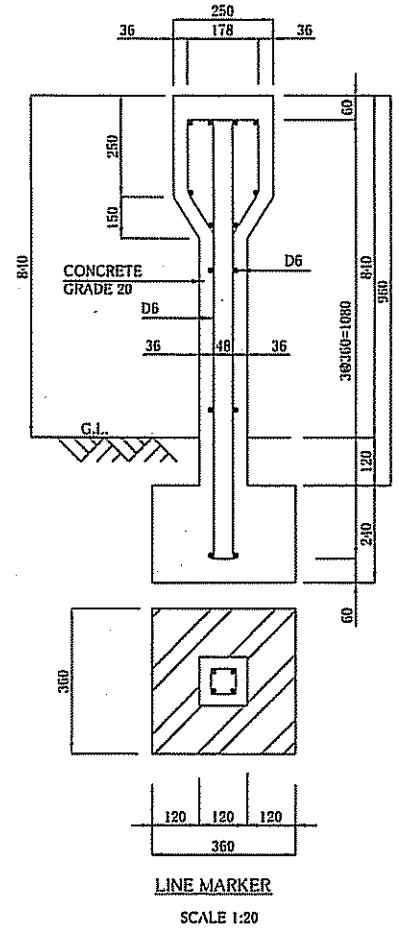 250
36 178 36
60
250
150
840
CONCRETE
GRADE 20
D6
D6
36 48 36
3@360=1080
840
960
G.L.
120
240
60
360
120 120 120
360
LINE MARKER
SCALE 1:20